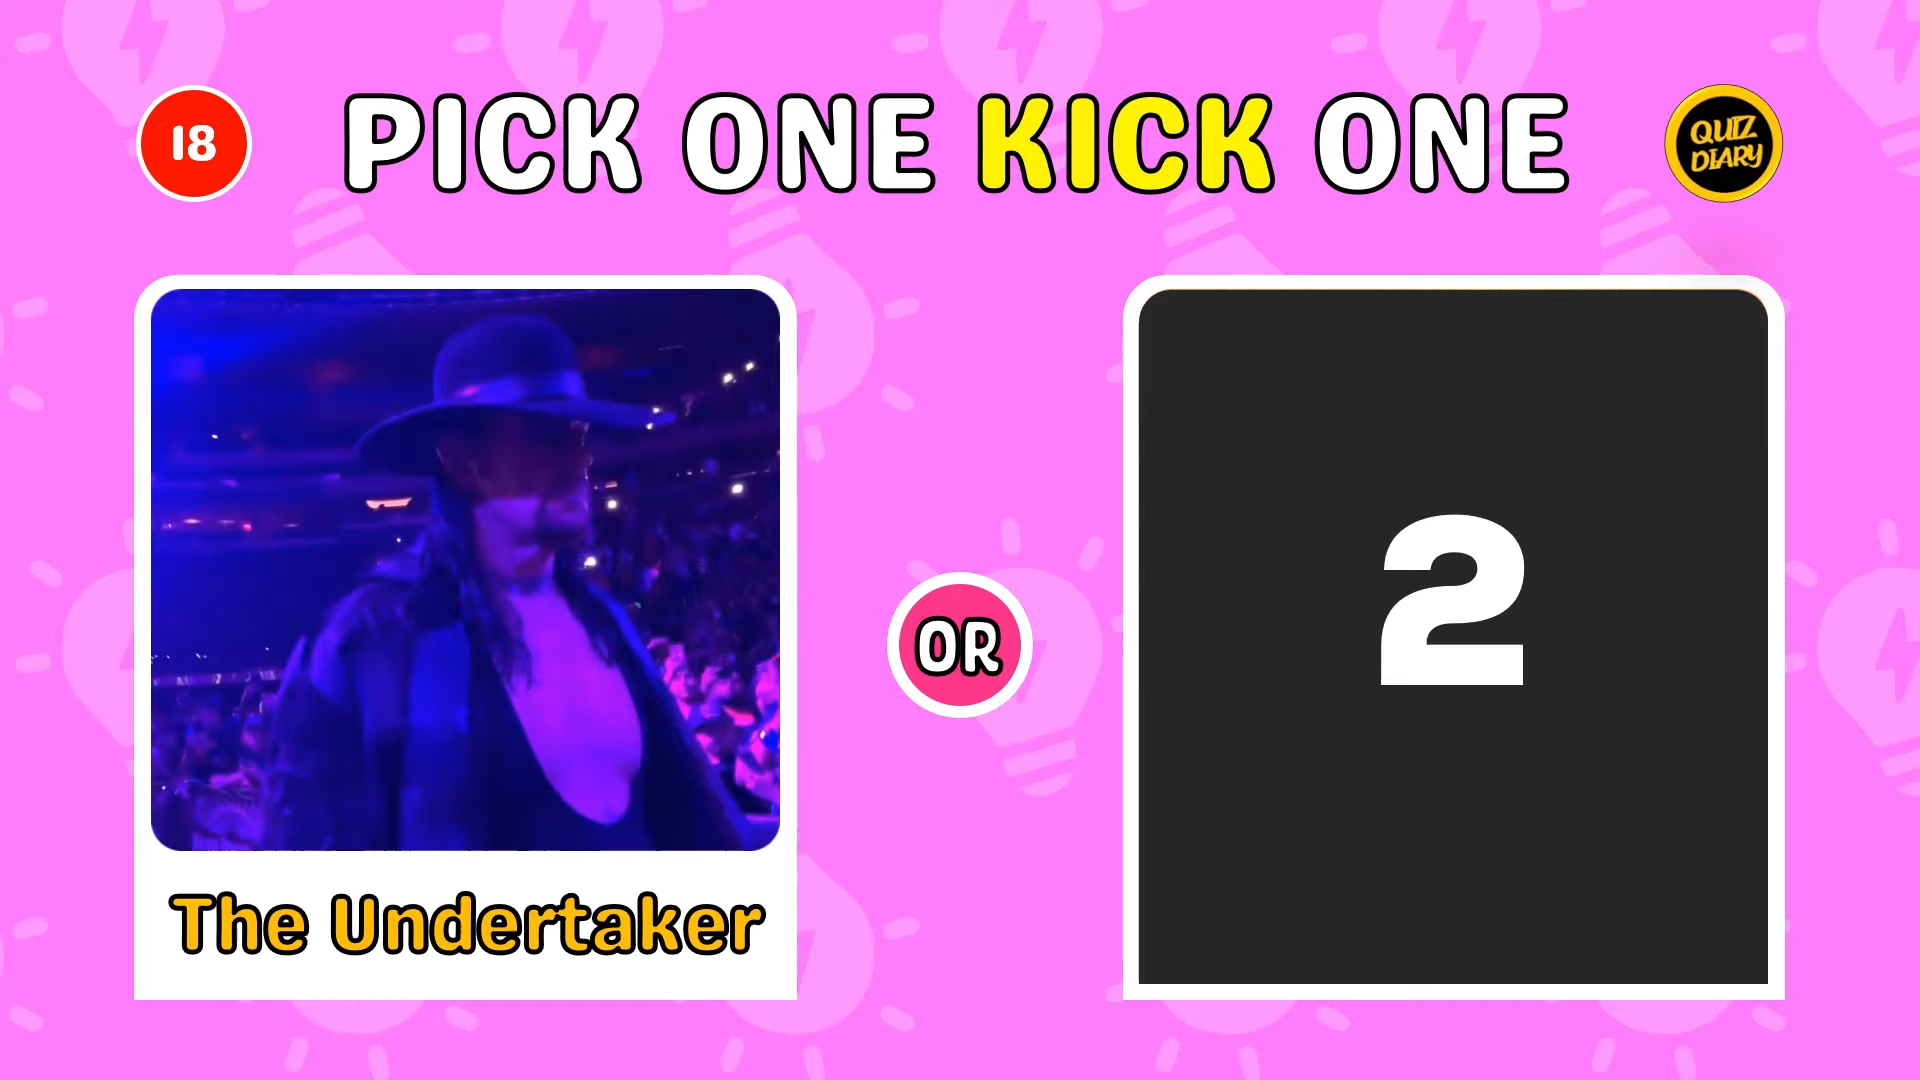 18
PICK ONE KICK ONE
QUIZ
DIARY
OR
2
The Undertaker